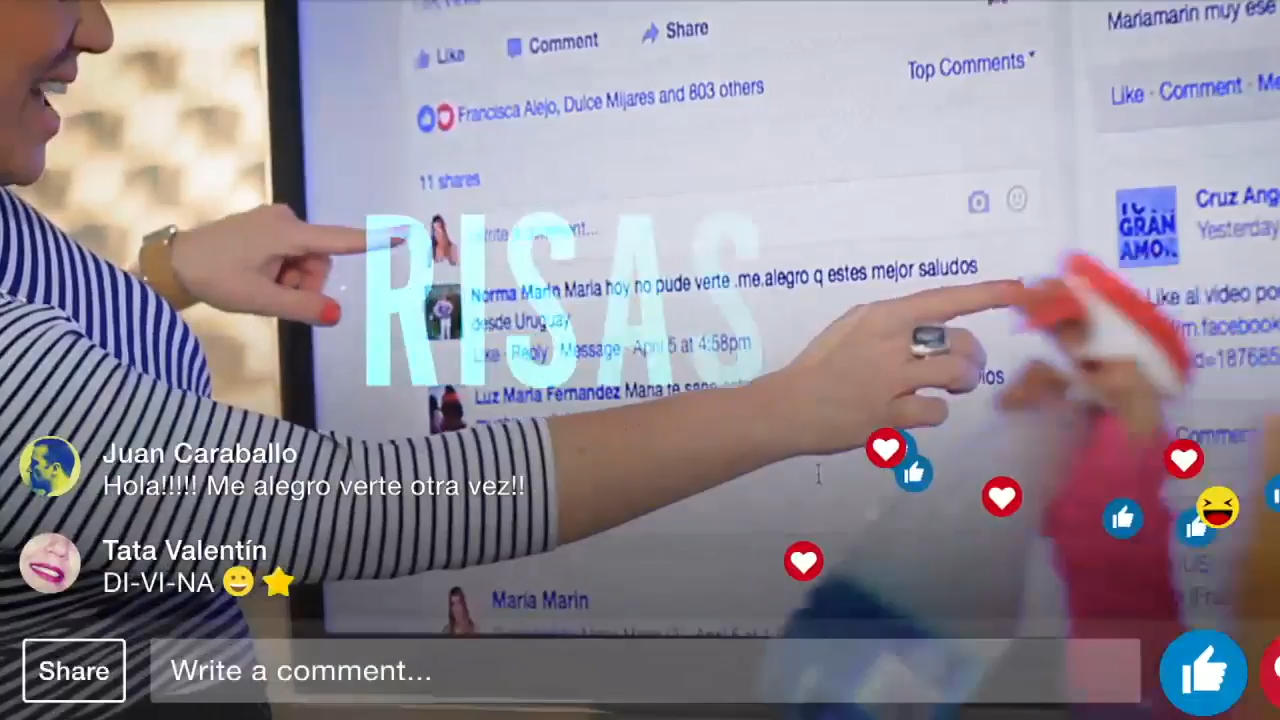 Like Comment Share
Top Comments
Francisca Alejo, Dulce Mijares and 803 others
11 shares
Write a comment...
RISAS
Norma Marin Maria hoy no pude verte .me.alegro q estes mejor saludos
desde Uruguay
Like · Reply · Message · April 5 at 4:58pm
Luz Maria Fernandez Maria te
Maria Marin
Mariamarin muy ese
Like · Comment ·
GRAN
AMOR
Cruz
Yesterday
Like al video
Juan Caraballo
Hola!!!!! Me alegro verte otra vez!!
Tata Valentín
DI-VI-NA 😀 ⭐
Share
Write a comment...